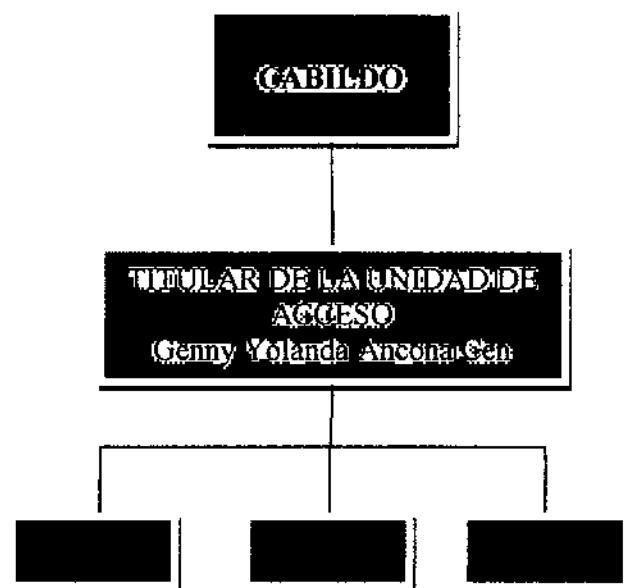 CABILDO
TITULAR DE LA UNIDAD DE
ACCESO
Genny Yolanda Ancona Cen